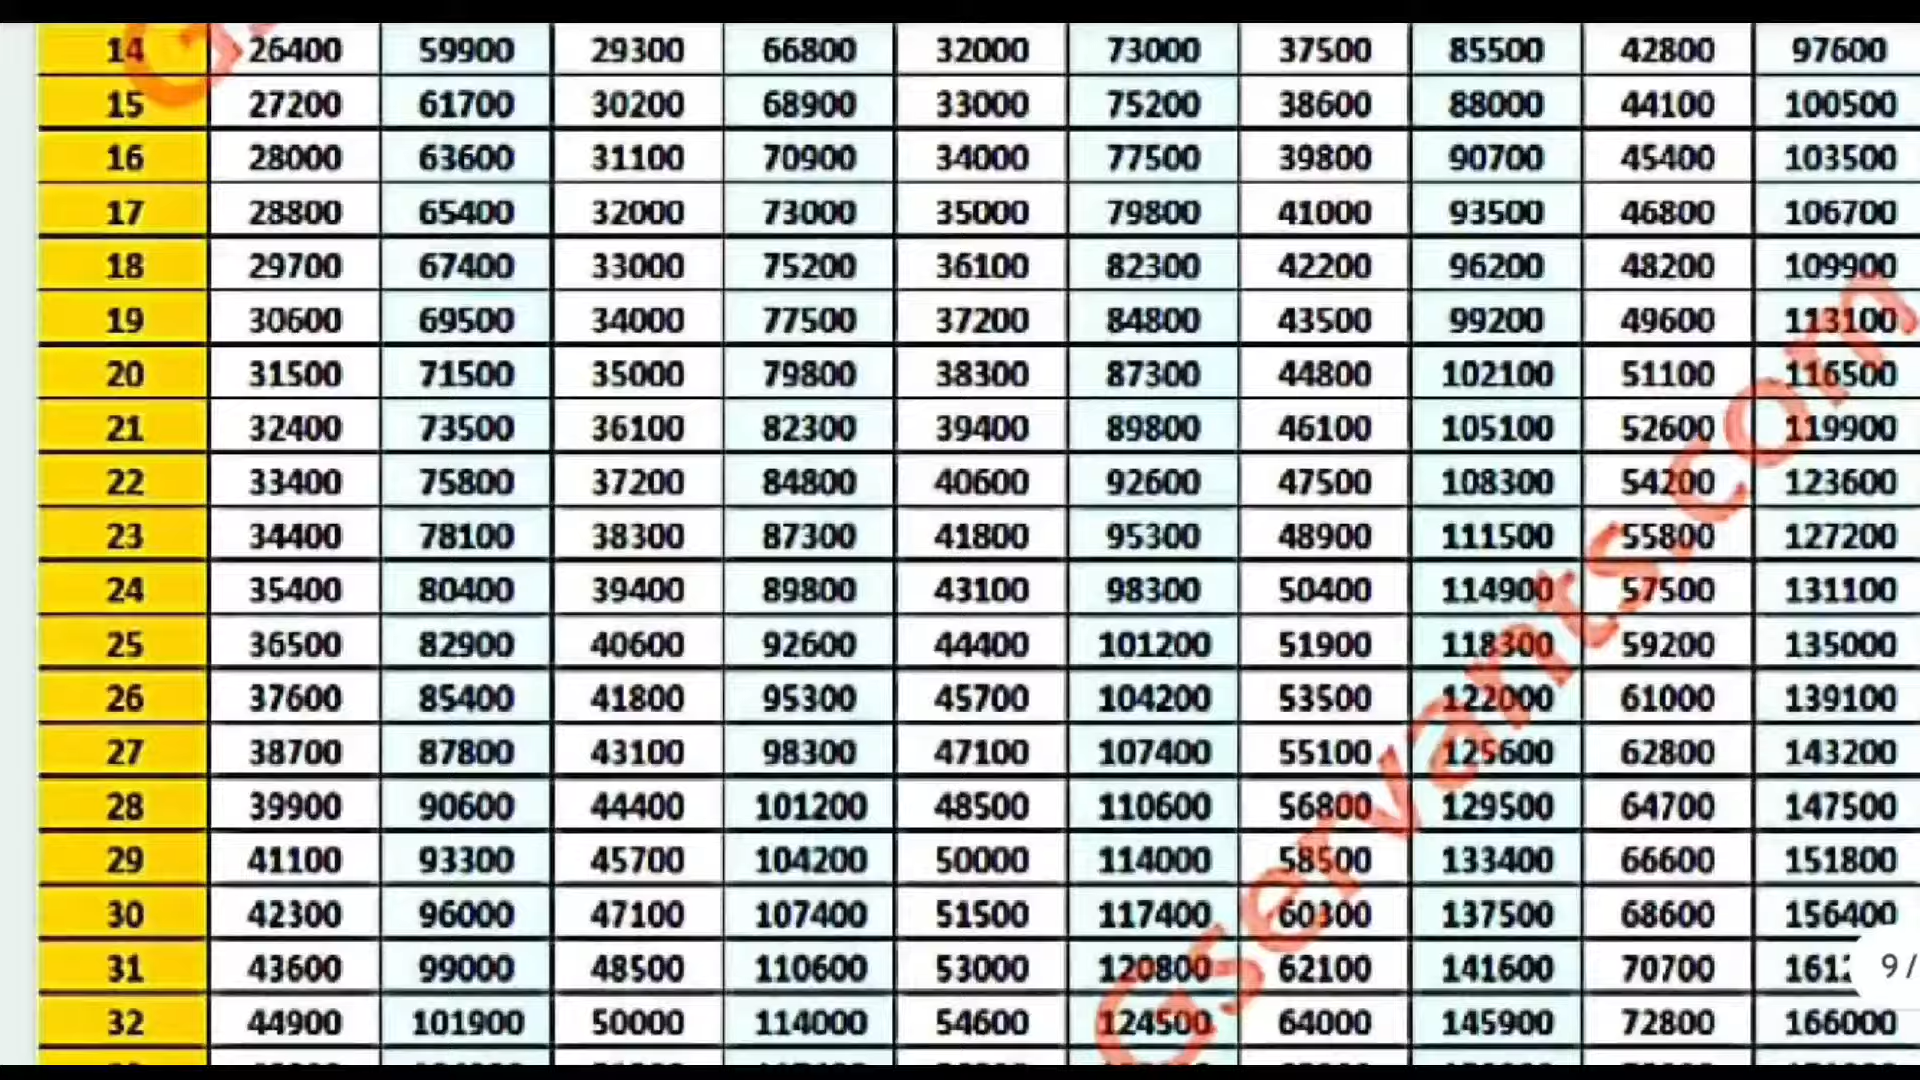 14 26400 59900 29300 66800 32000 73000 37500 85500 42800 97600
15 27200 61700 30200 68900 33000 75200 38600 88000 44100 100500
16 28000 63600 31100 70900 34000 77500 39800 90700 45400 103500
17 28800 65400 32000 73000 35000 79800 41000 93500 46800 106700
18 29700 67400 33000 75200 36100 82300 42200 96200 48200 109900
19 30600 69500 34000 77500 37200 84800 43500 99200 49600 113100
20 31500 71500 35000 79800 38300 87300 44800 102100 51100 116500
21 32400 73500 36100 82300 39400 89800 46100 105100 52600 119900
22 33400 75800 37200 84800 40600 92600 47500 108300 54200 123600
23 34400 78100 38300 87300 41800 95300 48900 111500 55800 127200
24 35400 80400 39400 89800 43100 98300 50400 114900 57500 131100
25 36500 82900 40600 92600 44400 101200 51900 118300 59200 135000
26 37600 85400 41800 95300 45700 104200 53500 122000 61000 139100
27 38700 87800 43100 98300 47100 107400 55100 125600 62800 143200
28 39900 90600 44400 101200 48500 110600 56800 129500 64700 147500
29 41100 93300 45700 104200 50000 114000 58500 133400 66600 151800
30 42300 96000 47100 107400 51500 117400 60300 137500 68600 156400
31 43600 99000 48500 110600 53000 120800 62100 141600 70700
32 44900 101900 50000 114000 54600 124500 64000 145900 72800 166000
Gservants.com
9 /